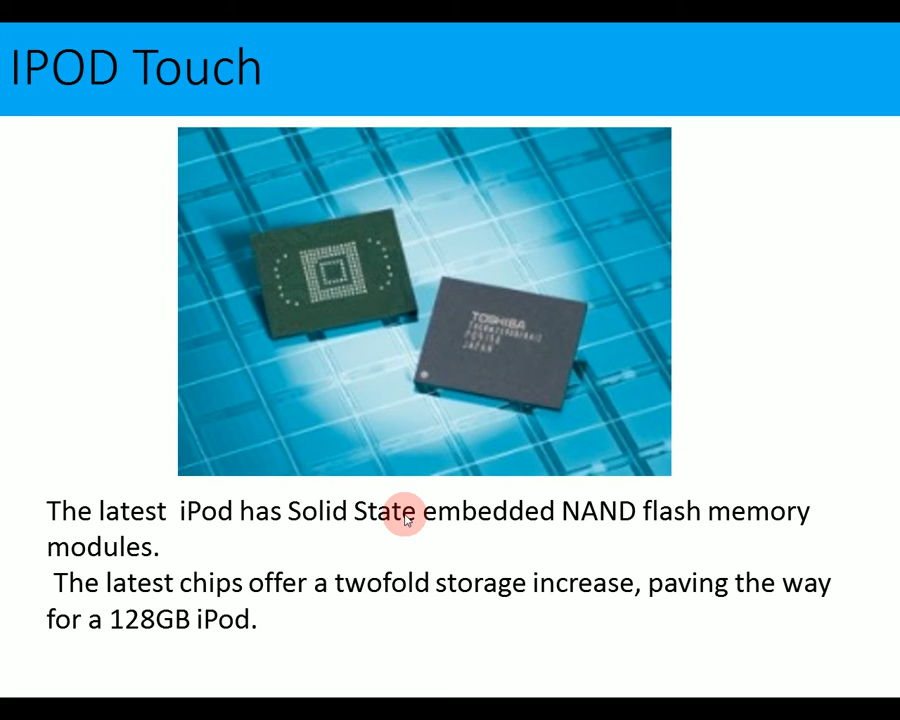 IPOD Touch
TOSHIBA
JAPAN
The latest  iPod has Solid State embedded NAND flash memory
modules.
The latest chips offer a twofold storage increase, paving the way
for a 128GB iPod.